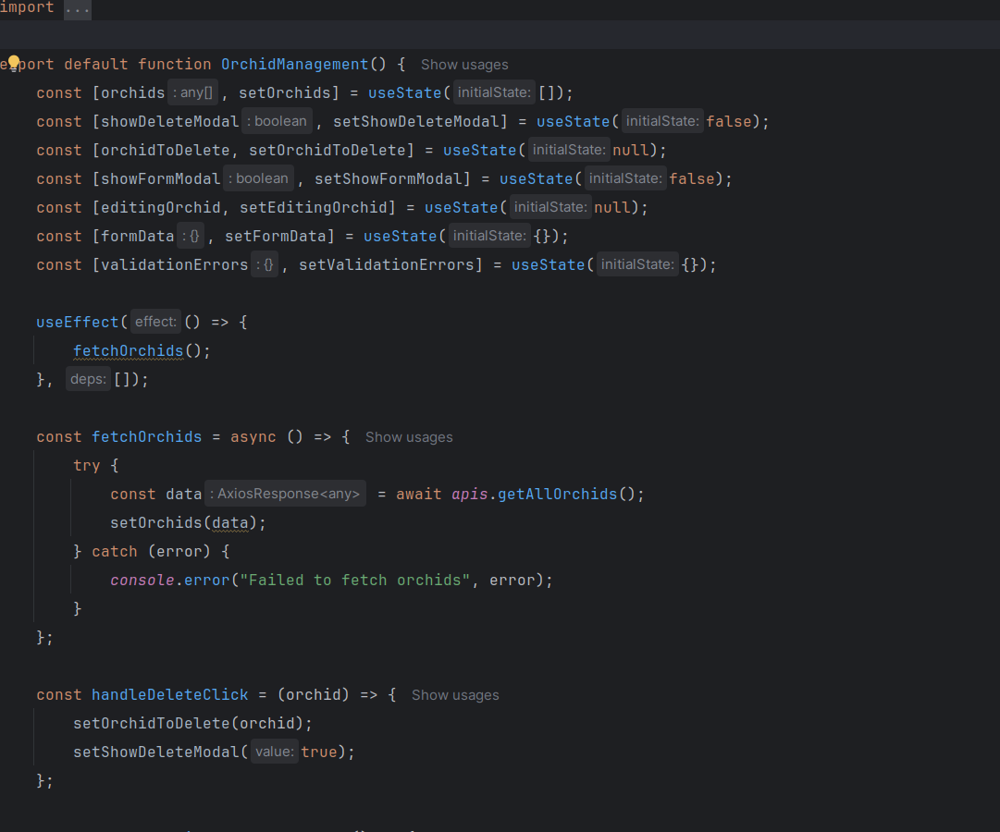 import ...
export default function OrchidManagement() { Show usages
const [orchids : any[] , setOrchids] = useState( initialState: []);
const [showDeleteModal : boolean , setShowDeleteModal] = useState( initialState: false);
const [orchidToDelete, setOrchidToDelete] = useState( initialState: null);
const [showFormModal : boolean , setShowFormModal] = useState( initialState: false);
const [editingOrchid, setEditingOrchid] = useState( initialState: null);
const [formData : {} , setFormData] = useState( initialState: {});
const [validationErrors : {} , setValidationErrors] = useState( initialState: {});
useEffect( effect: () => {
fetchOrchids();
}, deps: []);
const fetchOrchids = async () => { Show usages
try {
const data : AxiosResponse<any> = await apis.getAllOrchids();
setOrchids(data);
} catch (error) {
console.error("Failed to fetch orchids", error);
}
};
const handleDeleteClick = (orchid) => { Show usages
setOrchidToDelete(orchid);
setShowDeleteModal( value: true);
};